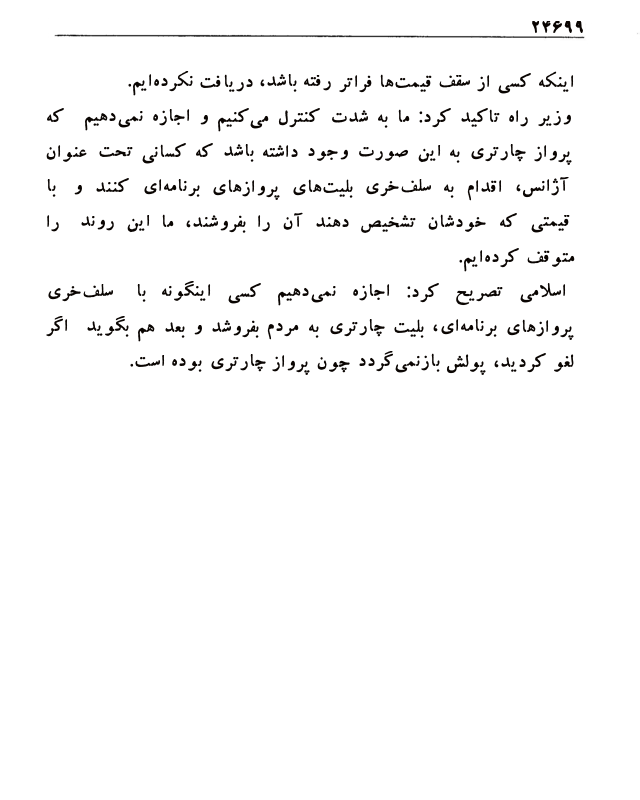 ۲۴۶۹۹
اینکه کسی از سقف قیمت‌ها فراتر رفته باشد، دریافت نکرده‌ایم.
وزیر راه تاکید کرد: ما به شدت کنترل می‌کنیم و اجازه نمی‌دهیم که
پرواز چارتری به این صورت وجود داشته باشد که کسانی تحت عنوان
آژانس، اقدام به سلف‌خری بلیت‌های پروازهای برنامه‌ای کنند و با
قیمتی که خودشان تشخیص دهند آن را بفروشند، ما این روند را
متوقف کرده‌ایم.
اسلامی تصریح کرد: اجازه نمی‌دهیم کسی اینگونه با سلف‌خری
پروازهای برنامه‌ای، بلیت چارتری به مردم بفروشد و بعد هم بگوید اگر
لغو کردید، پولش بازنمی‌گردد چون پرواز چارتری بوده است.